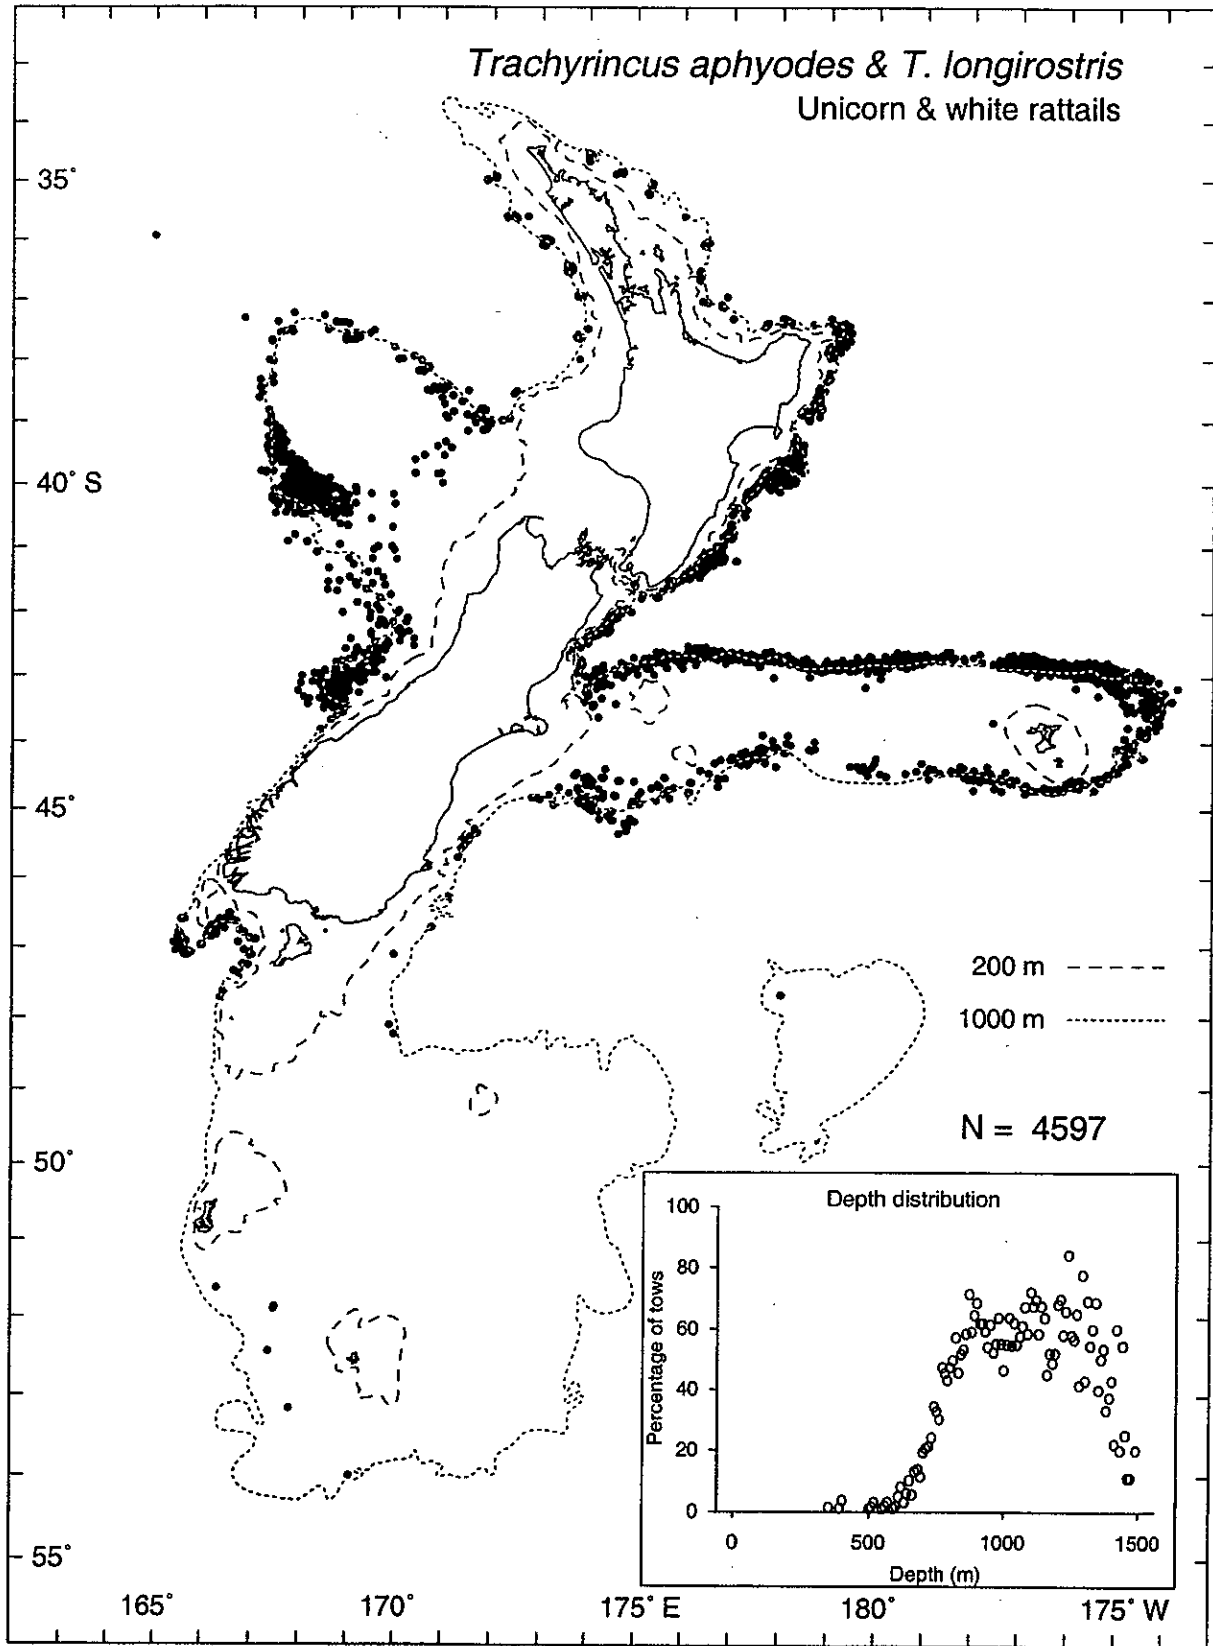 Trachyrincus aphyodes & T. longirostris
Unicorn & white rattails
35°
40° S
45°
50°
55°
200 m
1000 m
N = 4597
Depth distribution
Percentage of tows
100
80
60
40
20
0
0 500 1000 1500
Depth (m)
165° 170° 175° E 180° 175° W